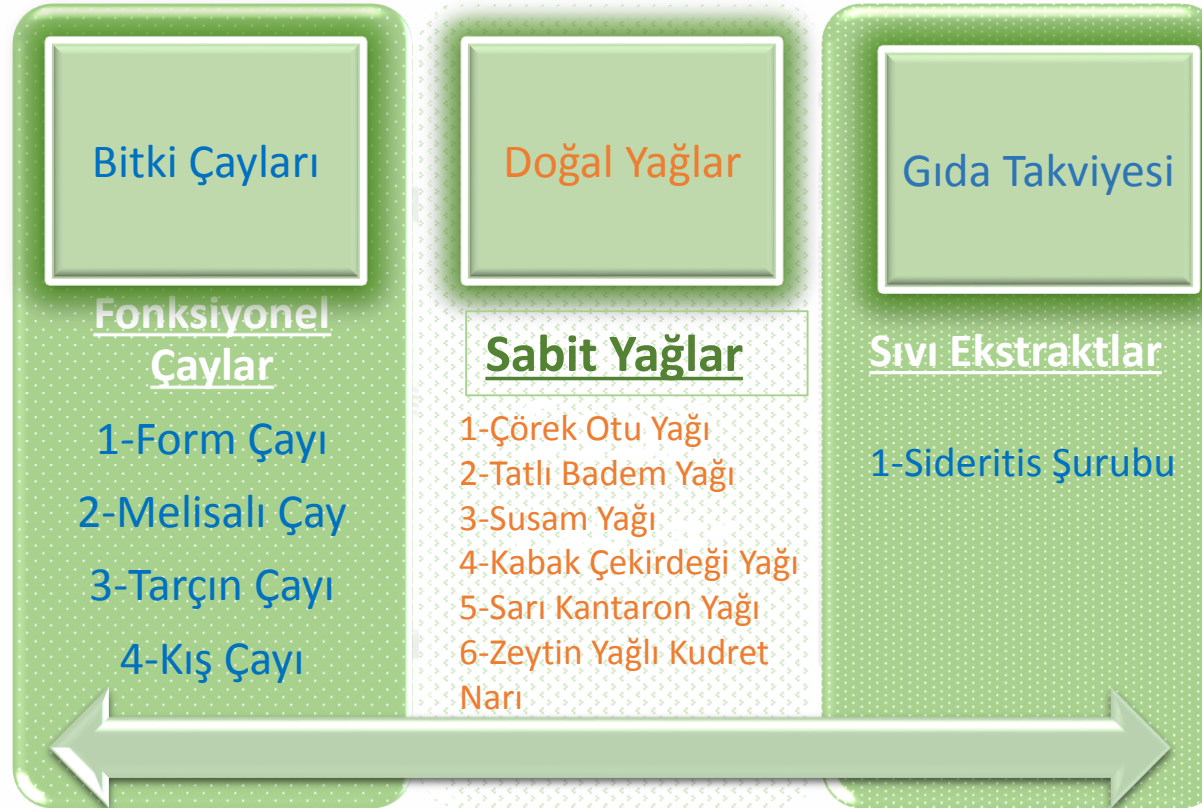 Bitki Çayları
Fonksiyonel
Çaylar
1-Form Çayı
2-Melisalı Çay
3-Tarçın Çayı
4-Kış Çayı
Doğal Yağlar
Sabit Yağlar
1-Çörek Otu Yağı
2-Tatlı Badem Yağı
3-Susam Yağı
4-Kabak Çekirdeği Yağı
5-Sarı Kantaron Yağı
6-Zeytin Yağlı Kudret
Narı
Gıda Takviyesi
Sıvı Ekstraktlar
1-Sideritis Şurubu